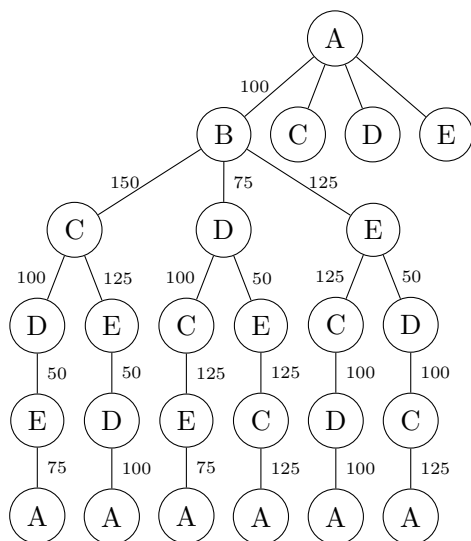 A
100
B C D E
150 75 125
C D E
100 125 100 50 125 50
D E C E C D
50 50 125 125 100 100
E D E C D C
75 100 75 125 100 125
A A A A A A